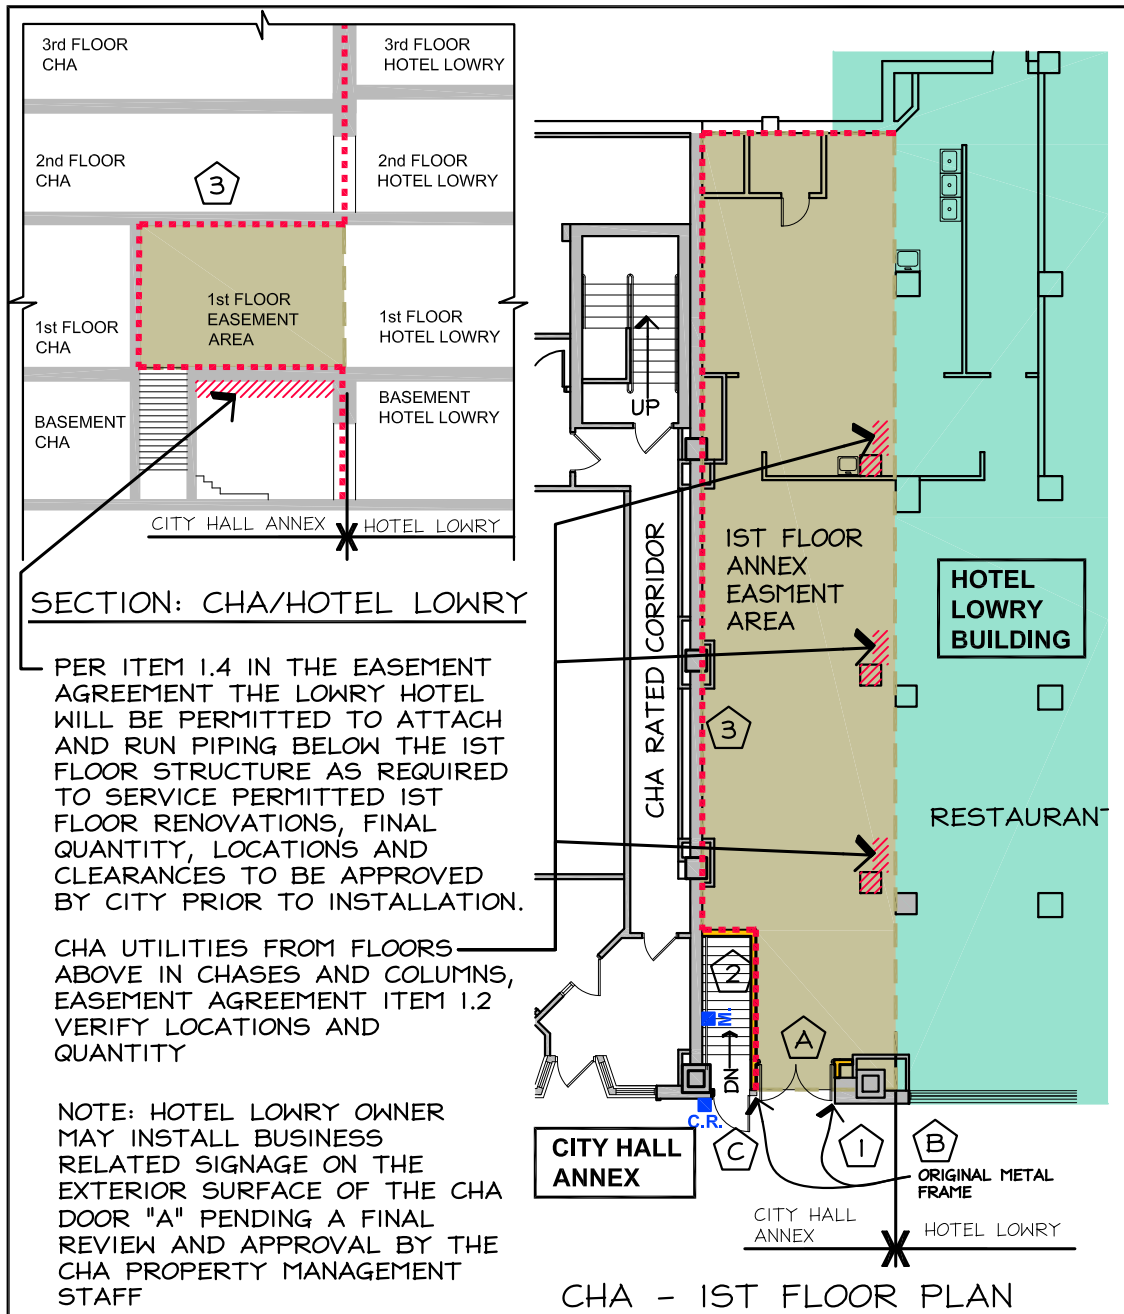 3rd FLOOR
CHA
3rd FLOOR
HOTEL LOWRY
2nd FLOOR
CHA
3
2nd FLOOR
HOTEL LOWRY
1st FLOOR
EASEMENT
AREA
1st FLOOR
CHA
1st FLOOR
HOTEL LOWRY
BASEMENT
CHA
BASEMENT
HOTEL LOWRY
CITY HALL ANNEX
HOTEL LOWRY
SECTION: CHA/HOTEL LOWRY
PER ITEM 1.4 IN THE EASEMENT
AGREEMENT THE LOWRY HOTEL
WILL BE PERMITTED TO ATTACH
AND RUN PIPING BELOW THE 1ST
FLOOR STRUCTURE AS REQUIRED
TO SERVICE PERMITTED 1ST
FLOOR RENOVATIONS, FINAL
QUANTITY, LOCATIONS AND
CLEARANCES TO BE APPROVED
BY CITY PRIOR TO INSTALLATION.
CHA UTILITIES FROM FLOORS
ABOVE IN CHASES AND COLUMNS,
EASEMENT AGREEMENT ITEM 1.2
VERIFY LOCATIONS AND
QUANTITY
NOTE: HOTEL LOWRY OWNER
MAY INSTALL BUSINESS
RELATED SIGNAGE ON THE
EXTERIOR SURFACE OF THE CHA
DOOR "A" PENDING A FINAL
REVIEW AND APPROVAL BY THE
CHA PROPERTY MANAGEMENT
STAFF
UP
CHA RATED CORRIDOR
1ST FLOOR
ANNEX
EASMENT
AREA
HOTEL
LOWRY
BUILDING
3
RESTAURANT
2
M.
DN
A
C.R.
C
1
B
CITY HALL
ANNEX
ORIGINAL METAL
FRAME
CITY HALL
ANNEX
HOTEL LOWRY
CHA - 1ST FLOOR PLAN